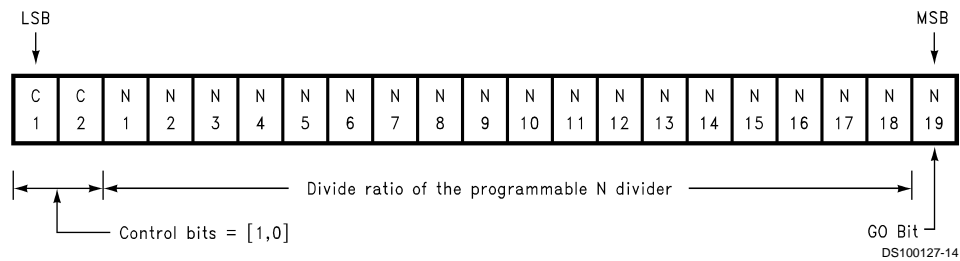 LSB MSB
C C N N N N N N N N N N N N N N N N N N N
1 2 1 2 3 4 5 6 7 8 9 10 11 12 13 14 15 16 17 18 19
Divide ratio of the programmable N divider
Control bits = [1,0] GO Bit
DS100127-14